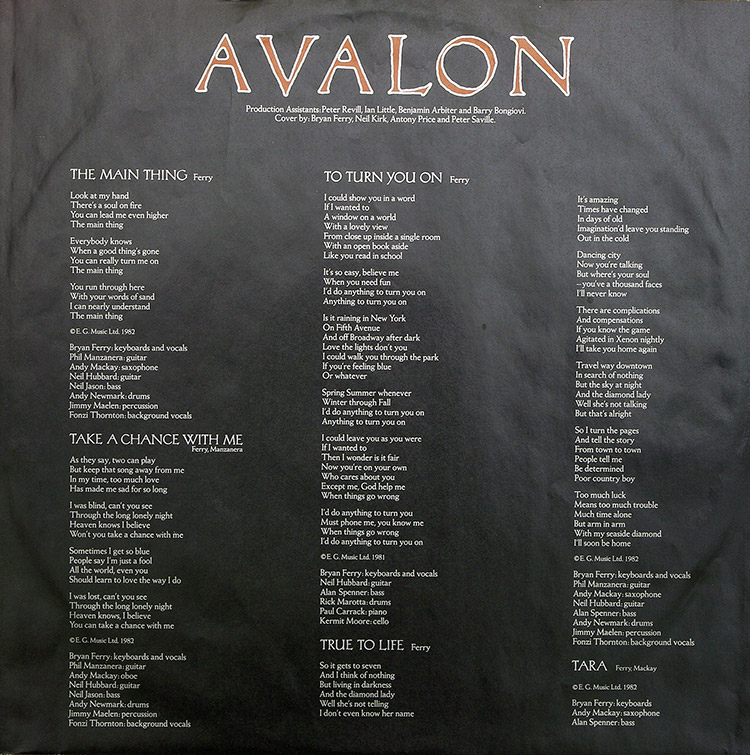 AVALON
Production Assistants: Peter Revill, Ian Little, Benjamin Arbiter and Barry Bongiovi.
Cover by: Bryan Ferry, Neil Kirk, Antony Price and Peter Saville.
THE MAIN THING Ferry
Look at my hand
There's a soul on fire
You can lead me even higher
The main thing
Everybody knows
When a good thing's gone
You can really turn me on
The main thing
You run through here
With your words of sand
I can nearly understand
The main thing
© E. G. Music Ltd. 1982
Bryan Ferry: keyboards and vocals
Phil Manzanera: guitar
Andy Mackay: saxophone
Neil Hubbard: guitar
Neil Jason: bass
Andy Newmark: drums
Jimmy Maelen: percussion
Fonzi Thornton: background vocals
TAKE A CHANCE WITH ME
Ferry, Manzanera
As they say, two can play
But keep that song away from me
In my time, too much love
Has made me sad for so long
I was blind, can't you see
Through the long lonely night
Heaven knows I believe
Won't you take a chance with me
Sometimes I get so blue
People say I'm just a fool
All the world, even you
Should learn to love the way I do
I was lost, can't you see
Through the long lonely night
Heaven knows, I believe
You can take a chance with me
© E. G. Music Ltd. 1982
Bryan Ferry: keyboards and vocals
Phil Manzanera: guitar
Andy Mackay: oboe
Neil Hubbard: guitar
Neil Jason: bass
Andy Newmark: drums
Jimmy Maelen: percussion
Fonzi Thornton: background vocals
TO TURN YOU ON Ferry
I could show you in a word
If I wanted to
A window on a world
With a lovely view
From close up inside a single room
With an open book aside
Like you read in school
It's so easy, believe me
When you need fun
I'd do anything to turn you on
Anything to turn you on
Is it raining in New York
On Fifth Avenue
And off Broadway after dark
Love the lights don't you
I could walk you through the park
If you're feeling blue
Or whatever
Spring Summer whenever
Winter through Fall
I'd do anything to turn you on
Anything to turn you on
I could leave you as you were
If I wanted to
Then I wonder is it fair
Now you're on your own
Who cares about you
Except me, God help me
When things go wrong
I'd do anything to turn you
Must phone me, you know me
When things go wrong
I'd do anything to turn you on
© E. G. Music Ltd. 1981
Bryan Ferry: keyboards and vocals
Neil Hubbard: guitar
Alan Spenner: bass
Rick Marotta: drums
Paul Carrack: piano
Kermit Moore: cello
TRUE TO LIFE Ferry
So it gets to seven
And I think of nothing
But living in darkness
And the diamond lady
Well she's not telling
I don't even know her name
It's amazing
Times have changed
In days of old
Imagination'd leave you standing
Out in the cold
Dancing city
Now you're talking
But where's your soul
—you've a thousand faces
I'll never know
There are complications
And compensations
If you know the game
Agitated in Xenon nightly
I'll take you home again
Travel way downtown
In search of nothing
But the sky at night
And the diamond lady
Well she's not talking
But that's alright
So I turn the pages
And tell the story
From town to town
People tell me
Be determined
Poor country boy
Too much luck
Means too much trouble
Much time alone
But arm in arm
With my seaside diamond
I'll soon be home
© E. G. Music Ltd. 1982
Bryan Ferry: keyboards and vocals
Phil Manzanera: guitar
Andy Mackay: saxophone
Neil Hubbard: guitar
Alan Spenner: bass
Andy Newmark: drums
Jimmy Maelen: percussion
Fonzi Thornton: background vocals
TARA Ferry, Mackay
© E. G. Music Ltd. 1982
Bryan Ferry: keyboards
Andy Mackay: saxophone
Alan Spenner: bass